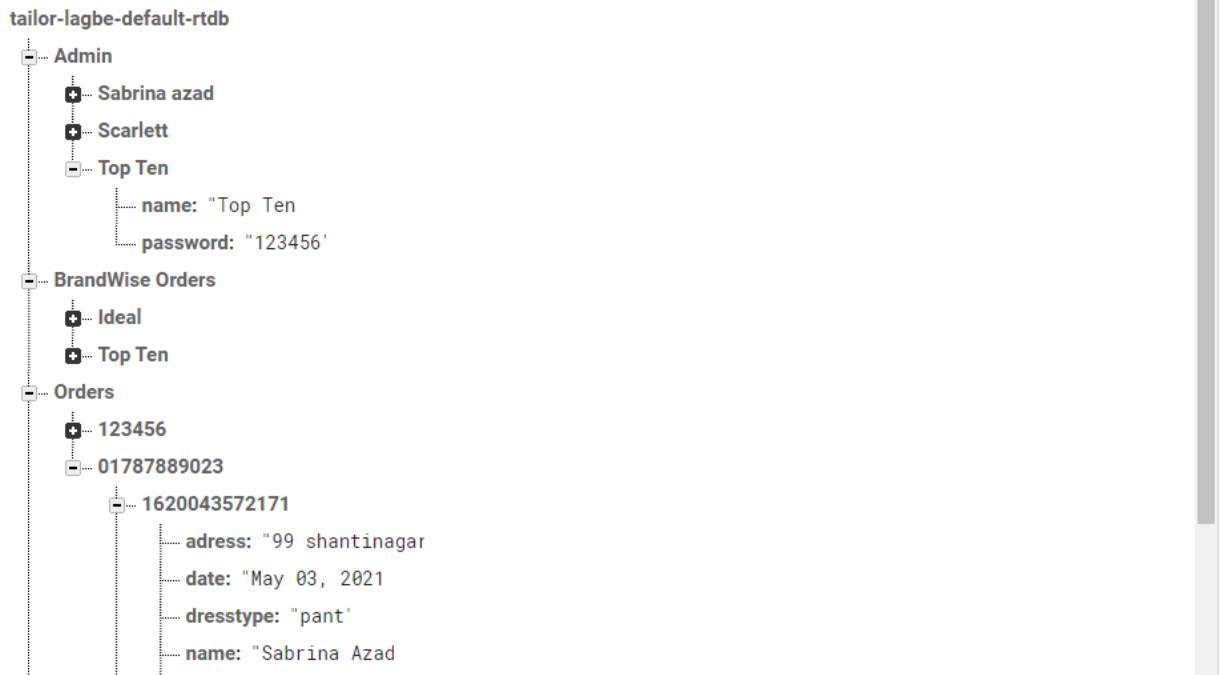 tailor-lagbe-default-rtdb
Admin
Sabrina azad
Scarlett
Top Ten
name: "Top Ten
password: "123456'
BrandWise Orders
Ideal
Top Ten
Orders
123456
01787889023
1620043572171
adress: "99 shantinagar
date: "May 03, 2021
dresstype: "pant'
name: "Sabrina Azad